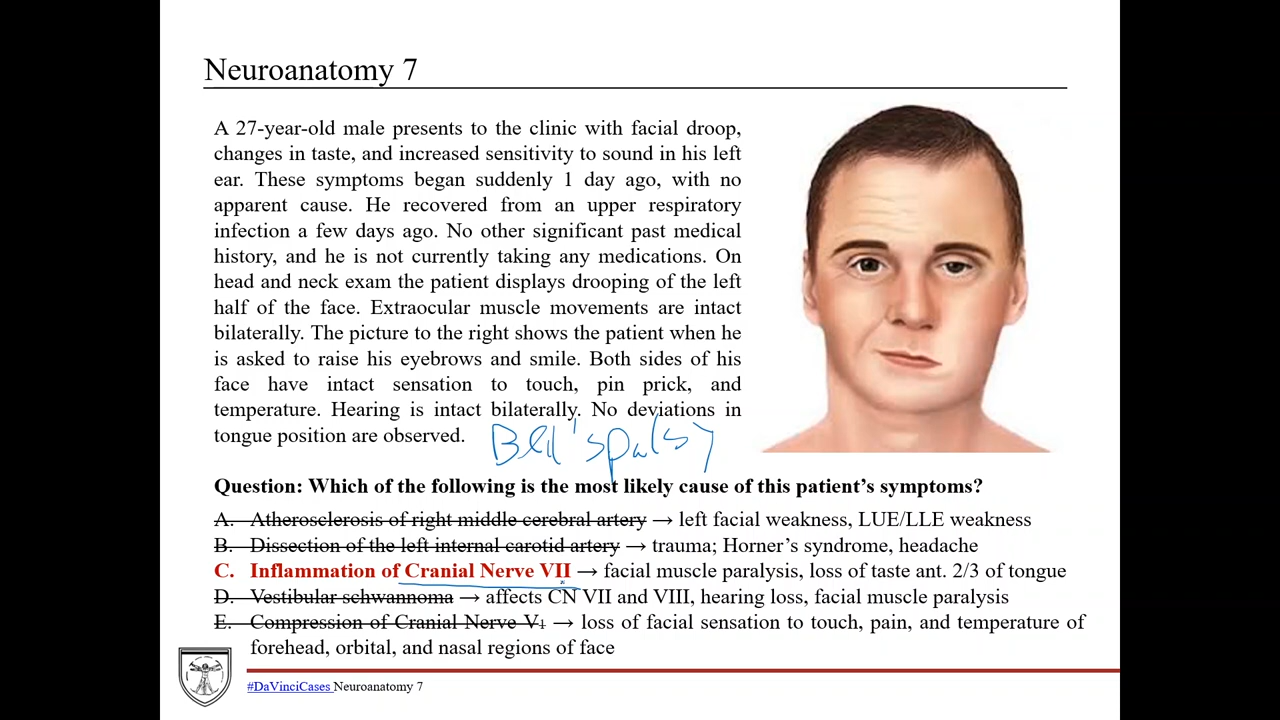 Neuroanatomy 7
A 27-year-old male presents to the clinic with facial droop,
changes in taste, and increased sensitivity to sound in his left
ear. These symptoms began suddenly 1 day ago, with no
apparent cause. He recovered from an upper respiratory
infection a few days ago. No other significant past medical
history, and he is not currently taking any medications. On
head and neck exam the patient displays drooping of the left
half of the face. Extraocular muscle movements are intact
bilaterally. The picture to the right shows the patient when he
is asked to raise his eyebrows and smile. Both sides of his
face have intact sensation to touch, pin prick, and
temperature. Hearing is intact bilaterally. No deviations in
tongue position are observed.
Bell's palsy
Question: Which of the following is the most likely cause of this patient's symptoms?
A. Atherosclerosis of right middle cerebral artery → left facial weakness, LUE/LLE weakness
B. Dissection of the left internal carotid artery → trauma; Horner's syndrome, headache
C. Inflammation of Cranial Nerve VII → facial muscle paralysis, loss of taste ant. 2/3 of tongue
D. Vestibular schwannoma → affects CN VII and VIII, hearing loss, facial muscle paralysis
E. Compression of Cranial Nerve V₁ → loss of facial sensation to touch, pain, and temperature of
forehead, orbital, and nasal regions of face
#DaVinciCases Neuroanatomy 7